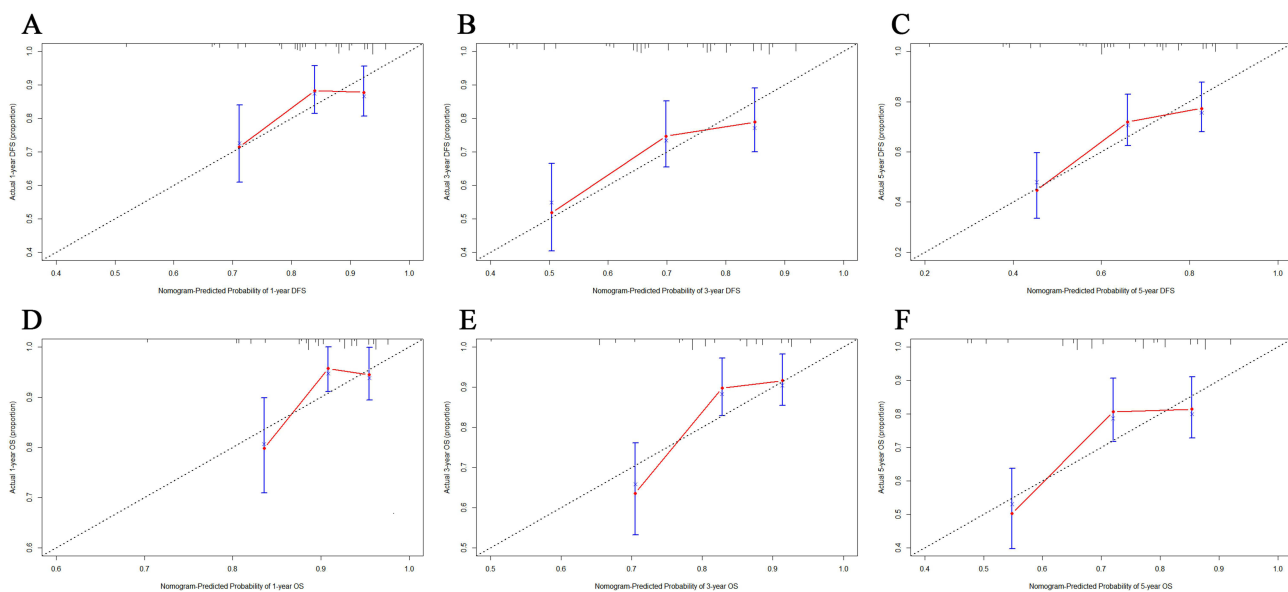 A
Actual 1-year DFS (proportion)
1.0
0.9
0.8
0.7
0.6
0.5
0.4
0.4 0.5 0.6 0.7 0.8 0.9 1.0
Nomogram-Predicted Probability of 1-year DFS
B
Actual 3-year DFS (proportion)
1.0
0.9
0.8
0.7
0.6
0.5
0.4
0.4 0.5 0.6 0.7 0.8 0.9 1.0
Nomogram-Predicted Probability of 3-year DFS
C
Actual 5-year DFS (proportion)
1.0
0.8
0.6
0.4
0.2
0.2 0.4 0.6 0.8 1.0
Nomogram-Predicted Probability of 5-year DFS
D
Actual 1-year OS (proportion)
1.0
0.9
0.8
0.7
0.6
0.6 0.7 0.8 0.9 1.0
Nomogram-Predicted Probability of 1-year OS
E
Actual 3-year OS (proportion)
1.0
0.9
0.8
0.7
0.6
0.5
0.5 0.6 0.7 0.8 0.9 1.0
Nomogram-Predicted Probability of 3-year OS
F
Actual 5-year OS (proportion)
1.0
0.9
0.8
0.7
0.6
0.5
0.4
0.4 0.5 0.6 0.7 0.8 0.9 1.0
Nomogram-Predicted Probability of 5-year OS